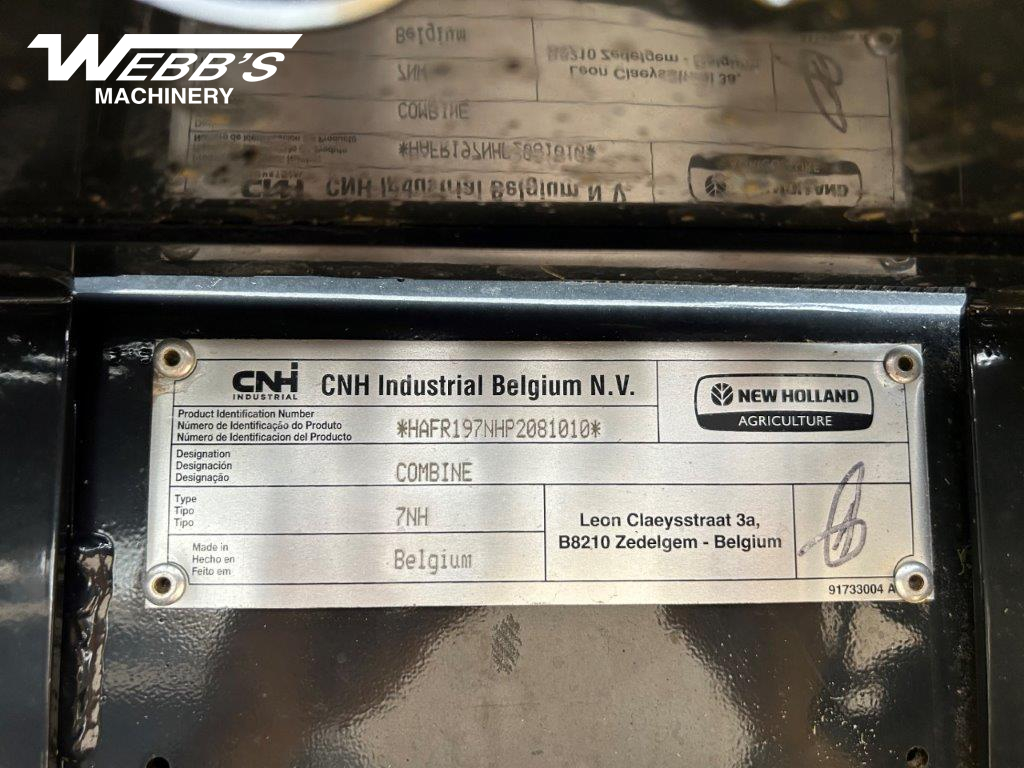 WEBB'S
MACHINERY
CNH
INDUSTRIAL
CNH Industrial Belgium N.V.
NEW HOLLAND
AGRICULTURE
Product Identification Number
Número de Identificação do Produto
Número de Identificacion del Producto
*HAFR197NHP2081010*
Designation
Designación
Designação
COMBINE
Type
Tipo
Tipo
7NH
Made in
Hecho en
Feito em
Belgium
Leon Claeysstraat 3a,
B8210 Zedelgem - Belgium
91733004 A